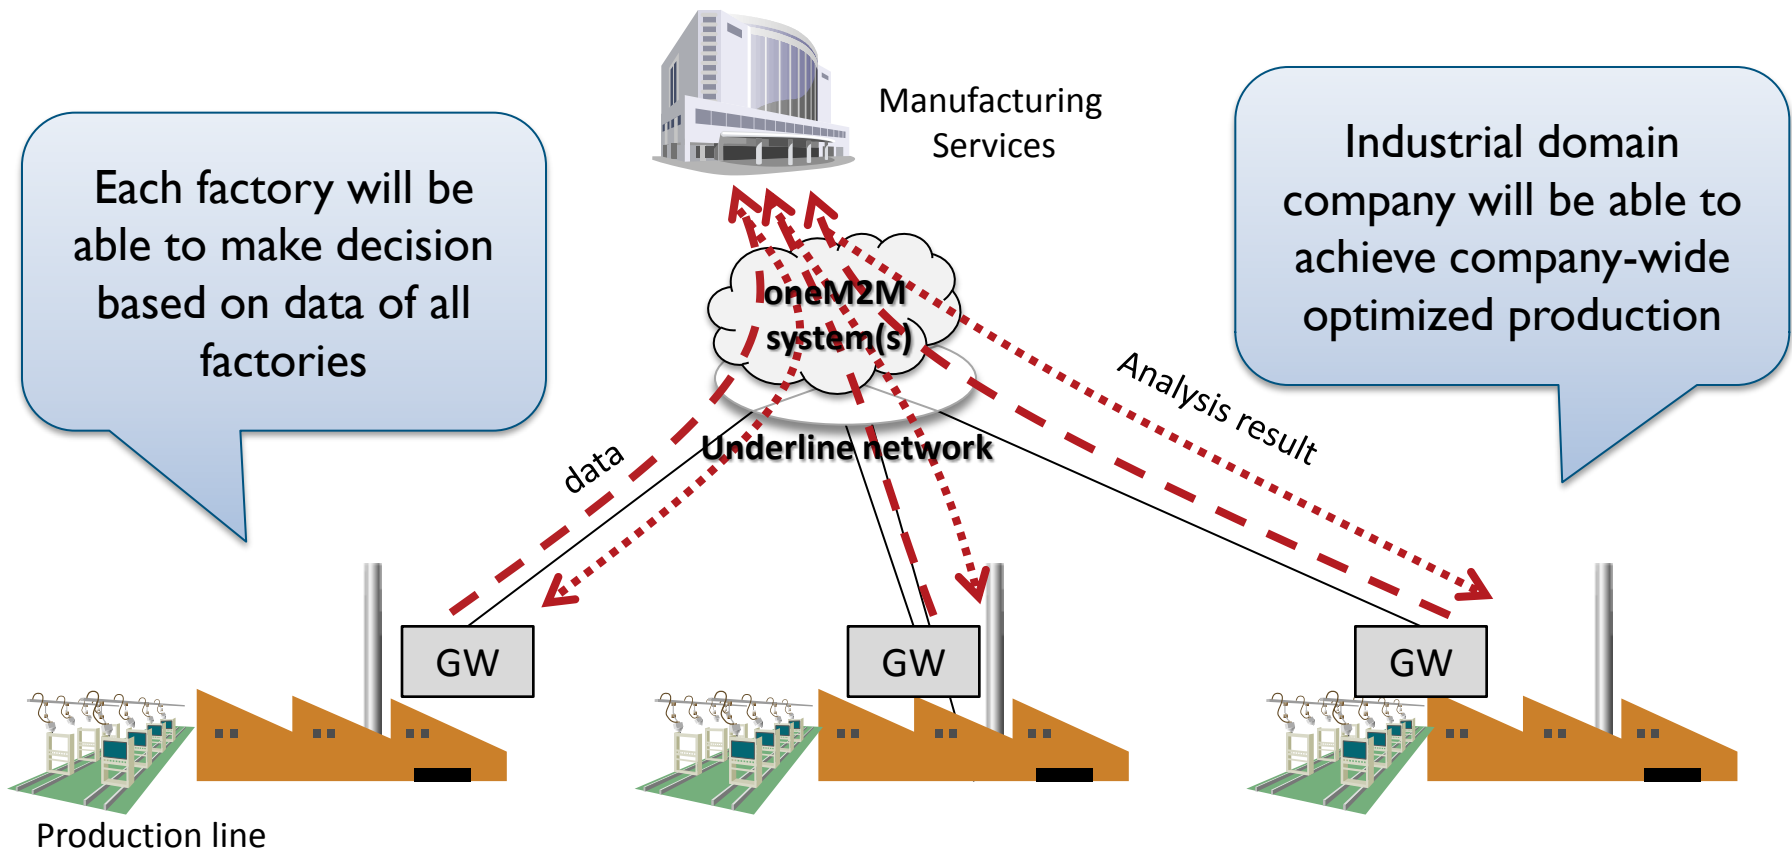 Manufacturing
Services
Each factory will be
able to make decision
based on data of all
factories
Industrial domain
company will be able to
achieve company-wide
optimized production
oneM2M
system(s)
Underline network
data
Analysis result
GW
GW
GW
Production line